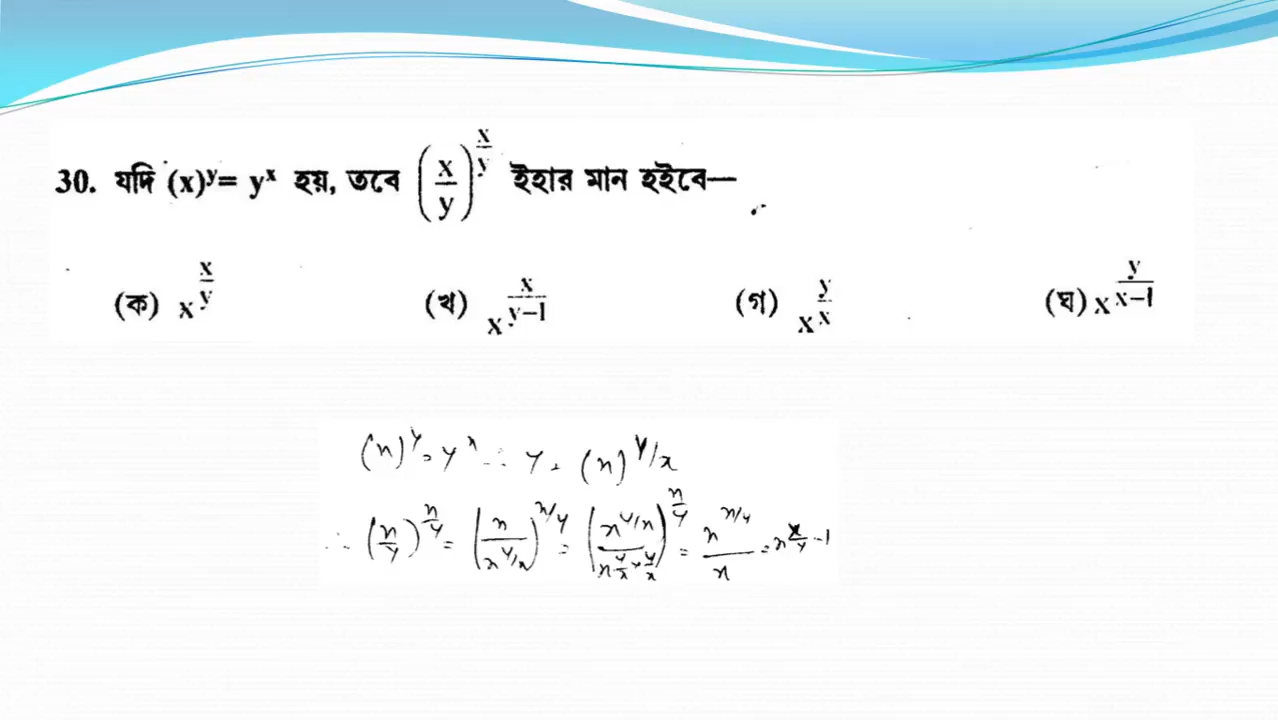 30. যদি (x)^y = y^x হয়, তবে (x/y)^(x/y) ইহার মান হইবে—
(ক) x^(x/y) (খ) x^(x/(y–1)) (গ) x^(y/x) (ঘ) x^(y/(x–1))
(x)^y = y^x ∴ y = (x)^(y/x)
∴ (x/y)^(x/y) = (x/x^(y/x))^(x/y) = (x^(y/x)/x^(y/x × y/x))^(x/y) = x^(x/y)/x = x^(x/y – 1)